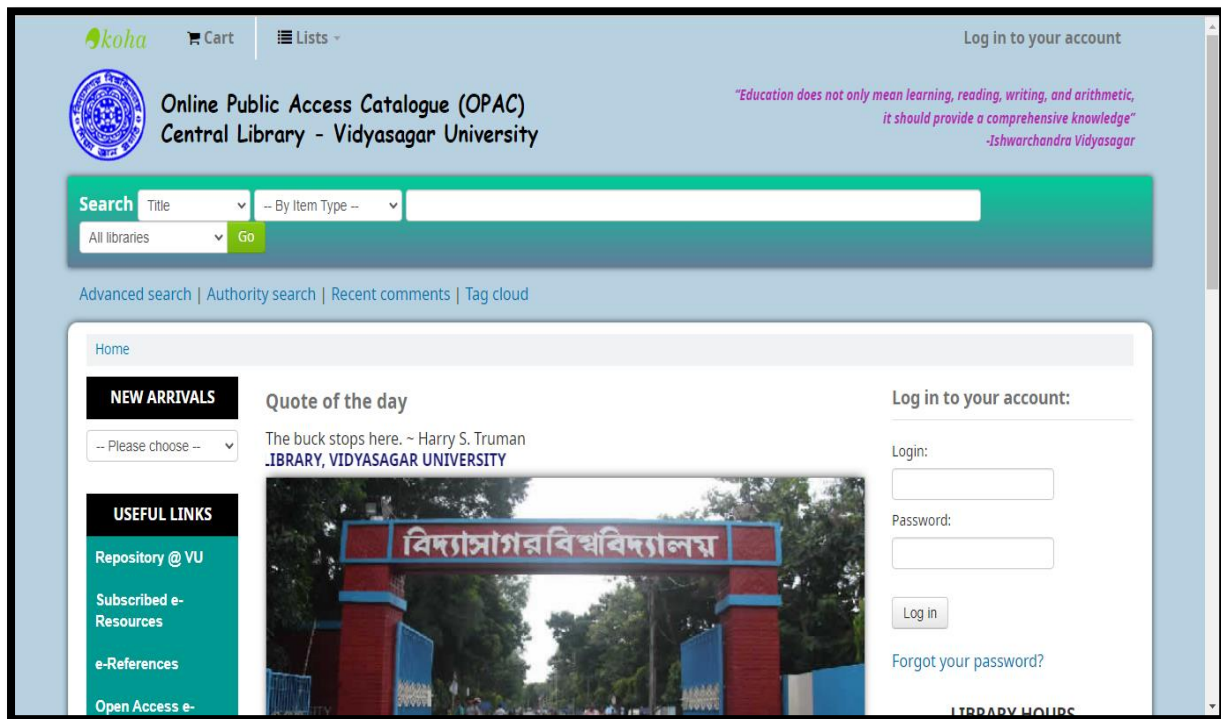 koha Cart Lists Log in to your account
Online Public Access Catalogue (OPAC)
Central Library - Vidyasagar University
"Education does not only mean learning, reading, writing, and arithmetic,
it should provide a comprehensive knowledge"
-Ishwarchandra Vidyasagar
Search Title -- By Item Type --
All libraries Go
Advanced search | Authority search | Recent comments | Tag cloud
Home
NEW ARRIVALS
-- Please choose --
USEFUL LINKS
Repository @ VU
Subscribed e-
Resources
e-References
Open Access e-
Quote of the day
The buck stops here. ~ Harry S. Truman
LIBRARY, VIDYASAGAR UNIVERSITY
বিদ্যাসাগর বিশ্ববিদ্যালয়
Log in to your account:
Login:
Password:
Log in
Forgot your password?
LIBRARY HOURS